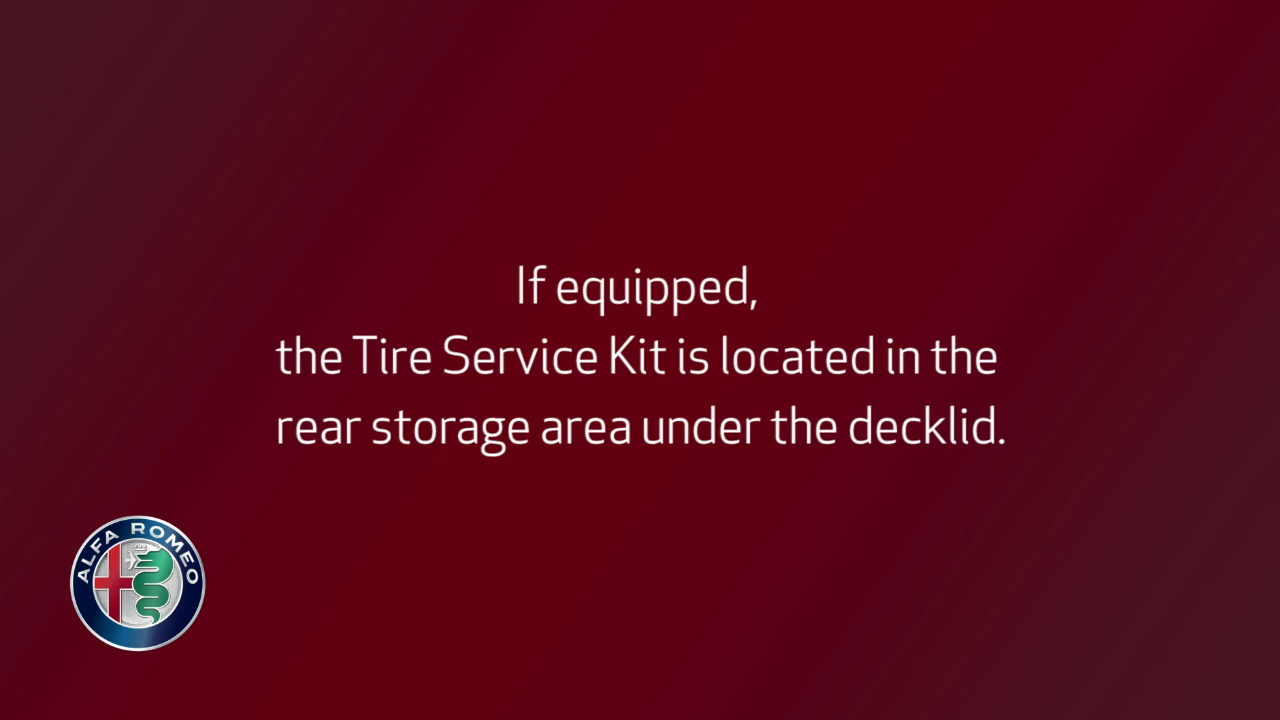 If equipped,
the Tire Service Kit is located in the
rear storage area under the decklid.
ALFA ROMEO